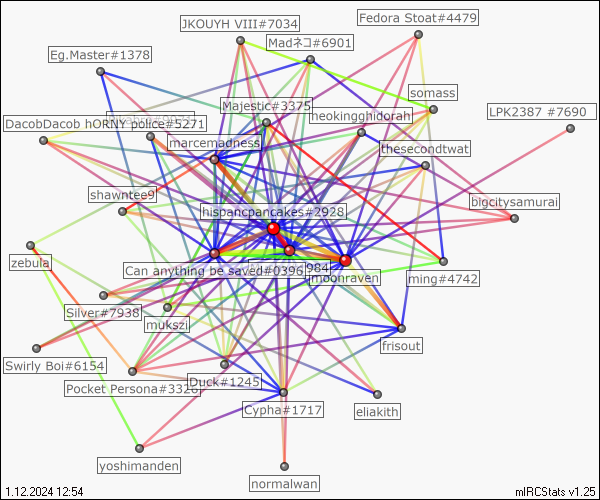 Fedora Stoat#4479
JKOUYH VIII#7034
Madネコ#6901
Eg.Master#1378
somass
Majestic#3375
LPK2387 #7690
heokingghidorah
DacobDacob hORNY police#5271
marcemadness
thesecondtwat
shawntee9
bigcitysamurai
hispancpancakes#2928
zebula
Can anything be saved#0396
984
moonraven
ming#4742
Silver#7938
mukszi
frisout
Swirly Boi#6154
Pocket Persona#3328
Duck#1245
Cypha#1717
eliakith
yoshimanden
normalwan
1.12.2024 12:54
mIRCStats v1.25